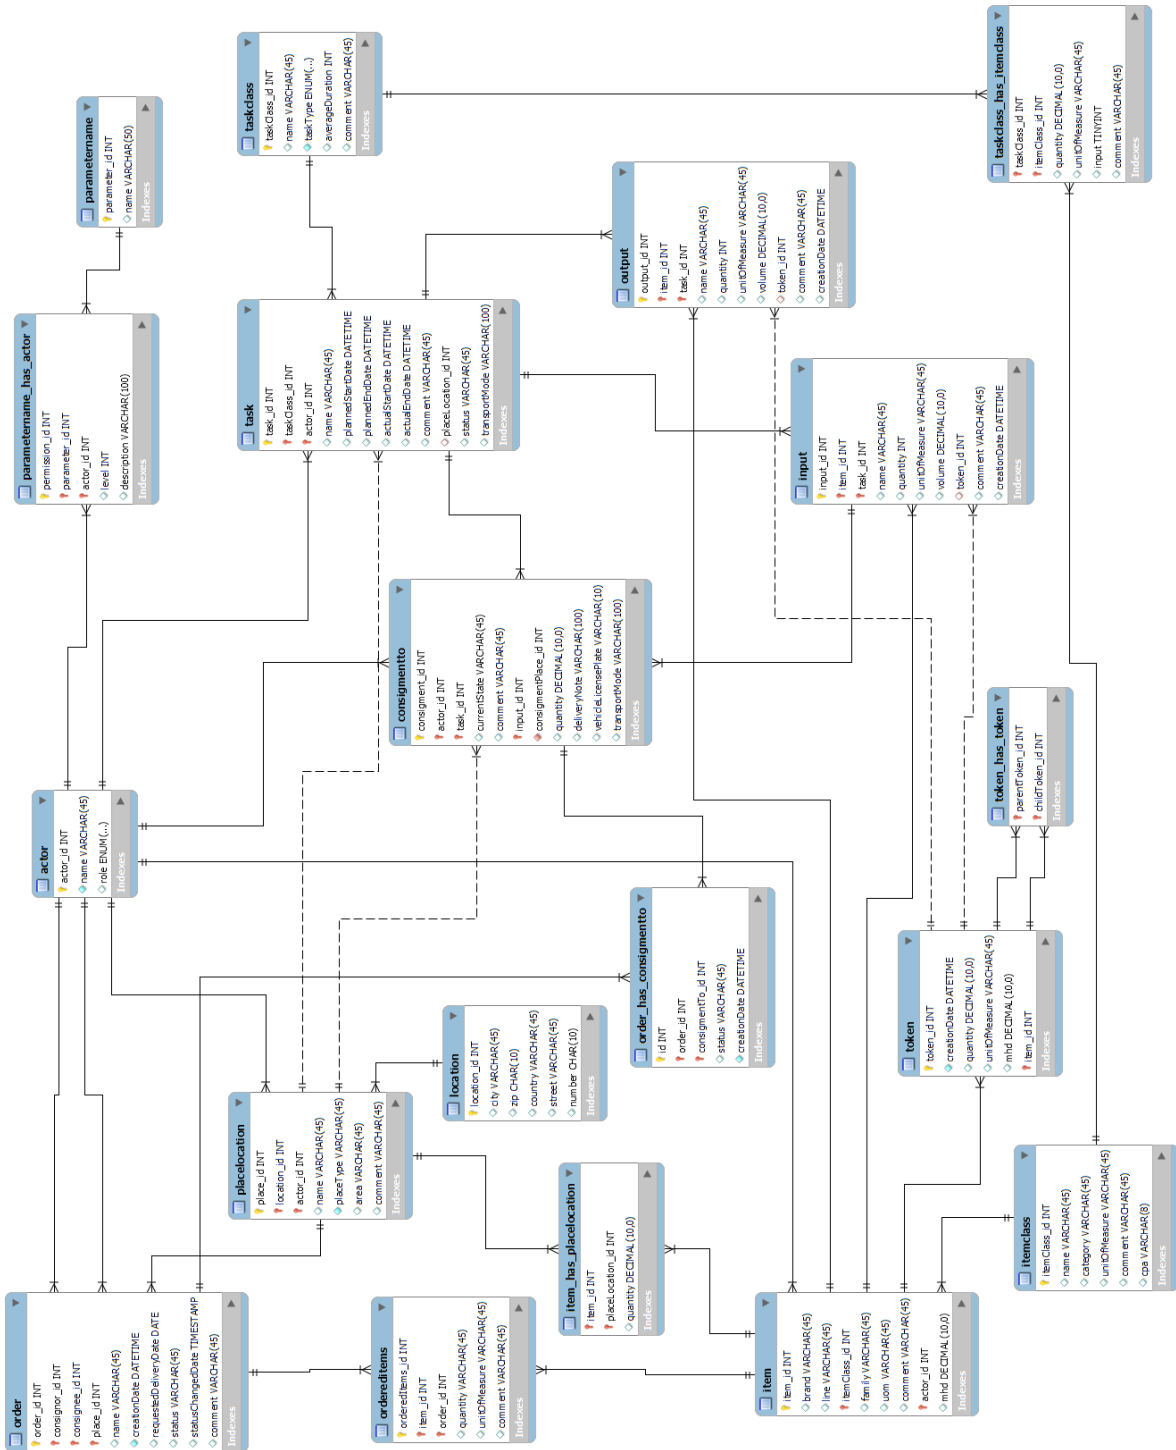 parametername
parameter_id INT
name VARCHAR(50)
Indexes
taskclass
taskClass_id INT
name VARCHAR(45)
taskType ENUM(...)
averageDuration INT
comment VARCHAR(45)
Indexes
taskclass_has_itemclass
taskClass_id INT
itemClass_id INT
quantity DECIMAL(10,0)
unitOfMeasure VARCHAR(45)
input TINYINT
comment VARCHAR(45)
Indexes
parametername_has_actor
permission_id INT
parameter_id INT
actor_id INT
level INT
description VARCHAR(100)
Indexes
task
task_id INT
taskClass_id INT
actor_id INT
name VARCHAR(45)
plannedStartDate DATETIME
plannedEndDate DATETIME
actualStartDate DATETIME
actualEndDate DATETIME
comment VARCHAR(45)
placeLocation_id INT
status VARCHAR(45)
transportMode VARCHAR(100)
Indexes
output
output_id INT
item_id INT
task_id INT
name VARCHAR(45)
quantity INT
unitOfMeasure VARCHAR(45)
volume DECIMAL(10,0)
token_id INT
comment VARCHAR(45)
creationDate DATETIME
Indexes
input
input_id INT
item_id INT
task_id INT
name VARCHAR(45)
quantity INT
unitOfMeasure VARCHAR(45)
volume DECIMAL(10,0)
token_id INT
comment VARCHAR(45)
creationDate DATETIME
Indexes
actor
actor_id INT
name VARCHAR(45)
role ENUM(...)
Indexes
consigmentto
consigment_id INT
actor_id INT
task_id INT
currentState VARCHAR(45)
comment VARCHAR(45)
input_id INT
consigmentPlace_id INT
quantity DECIMAL(10,0)
deliveryNote VARCHAR(100)
vehicleLicensePlate VARCHAR(10)
transportMode VARCHAR(100)
Indexes
token_has_token
parentToken_id INT
childToken_id INT
Indexes
order_has_consigmentto
id INT
order_id INT
consigmentTo_id INT
status VARCHAR(45)
creationDate DATETIME
Indexes
token
token_id INT
creationDate DATETIME
quantity DECIMAL(10,0)
unitOfMeasure VARCHAR(45)
mhd DECIMAL(10,0)
item_id INT
Indexes
location
location_id INT
city VARCHAR(45)
zip CHAR(10)
country VARCHAR(45)
street VARCHAR(45)
number CHAR(10)
Indexes
placelocation
place_id INT
location_id INT
actor_id INT
name VARCHAR(45)
placeType VARCHAR(45)
area VARCHAR(45)
comment VARCHAR(45)
Indexes
item_has_placelocation
item_id INT
placeLocation_id INT
quantity DECIMAL(10,0)
Indexes
itemclass
itemClass_id INT
name VARCHAR(45)
category VARCHAR(45)
unitOfMeasure VARCHAR(45)
comment VARCHAR(45)
cpa VARCHAR(8)
Indexes
order
order_id INT
consignor_id INT
consignee_id INT
place_id INT
name VARCHAR(45)
creationDate DATETIME
requestedDeliveryDate DATE
status VARCHAR(45)
statusChangedDate TIMESTAMP
comment VARCHAR(45)
Indexes
ordereditems
orderedItems_id INT
item_id INT
order_id INT
quantity VARCHAR(45)
unitOfMeasure VARCHAR(45)
comment VARCHAR(45)
Indexes
item
item_id INT
brand VARCHAR(45)
line VARCHAR(45)
itemClass_id INT
family VARCHAR(45)
uom VARCHAR(45)
comment VARCHAR(45)
actor_id INT
mhd DECIMAL(10,0)
Indexes